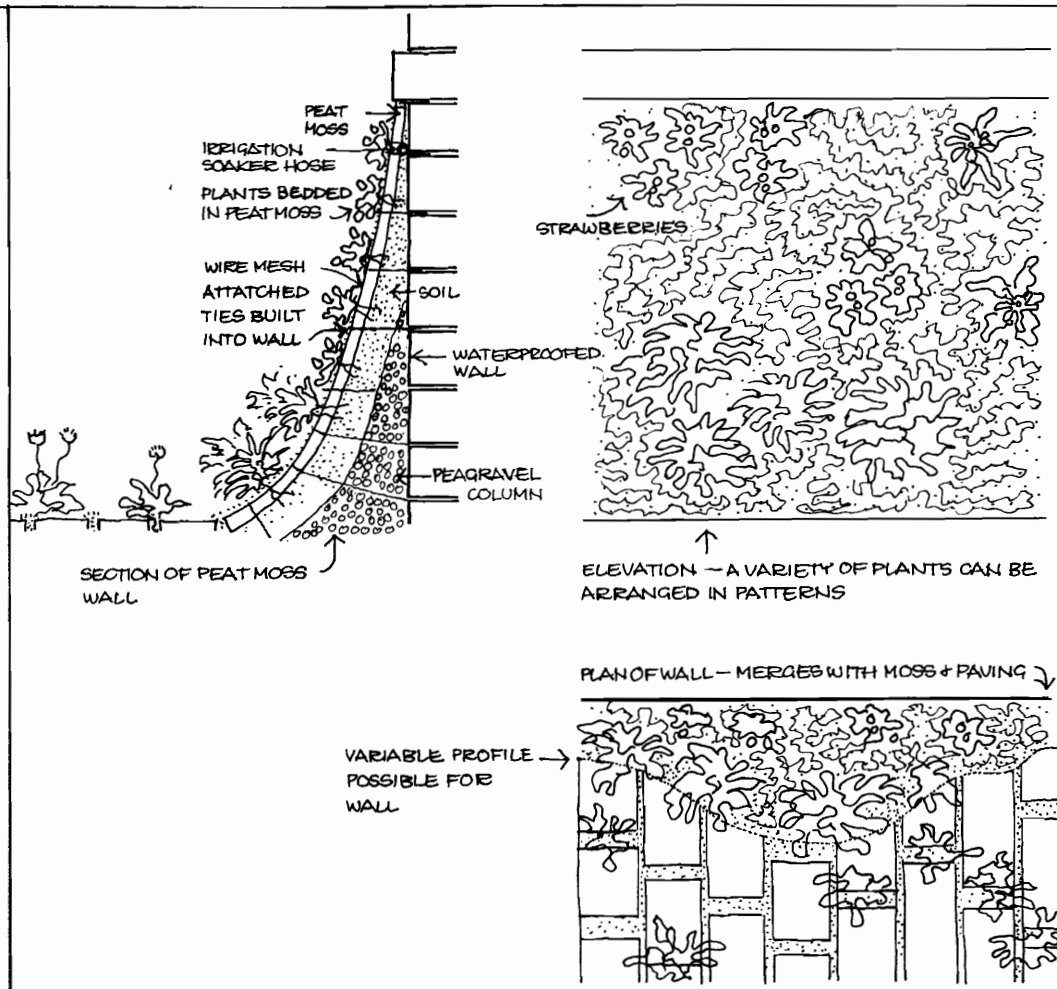 PEAT
MOSS
IRRIGATION
SOAKER HOSE
PLANTS BEDDED
IN PEATMOSS
WIRE MESH
ATTATCHED
TIES BUILT
INTO WALL
SOIL
WATERPROOFED
WALL
PEAGRAVEL
COLUMN
SECTION OF PEAT MOSS
WALL
STRAWBERRIES
ELEVATION – A VARIETY OF PLANTS CAN BE
ARRANGED IN PATTERNS
PLAN OF WALL – MERGES WITH MOSS & PAVING
VARIABLE PROFILE
POSSIBLE FOR
WALL